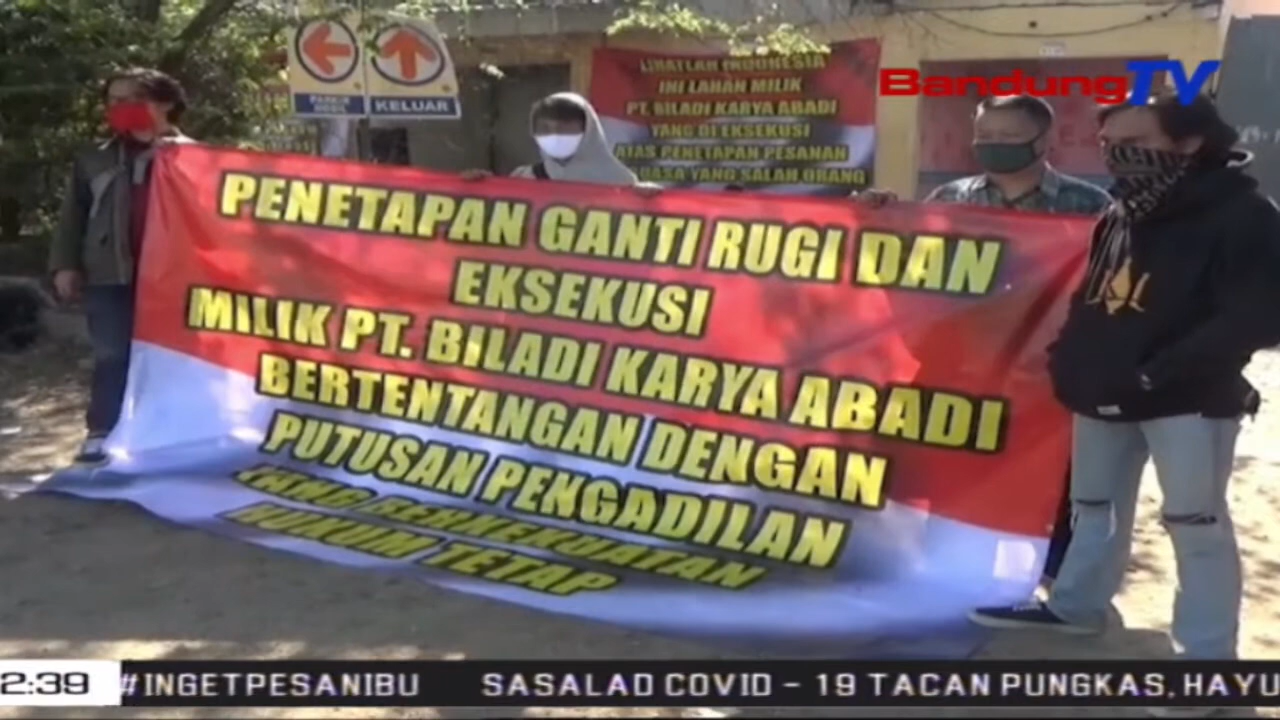 BandungTV
KELUAR
LIHATLAH INDONESIA
INI LAHAN MILIK
PT. BILADI KARYA ABADI
YANG DI EKSEKUSI
ATAS PENETAPAN PESANAN
YANG SALAH ORANG
PENETAPAN GANTI RUGI DAN
EKSEKUSI
MILIK PT. BILADI KARYA ABADI
BERTENTANGAN DENGAN
PUTUSAN PENGADILAN
YANG BERKEKUATAN
HUKUM TETAP
2:39 #INGETPESANIBU SASALAD COVID - 19 TACAN PUNGKAS, HAYU